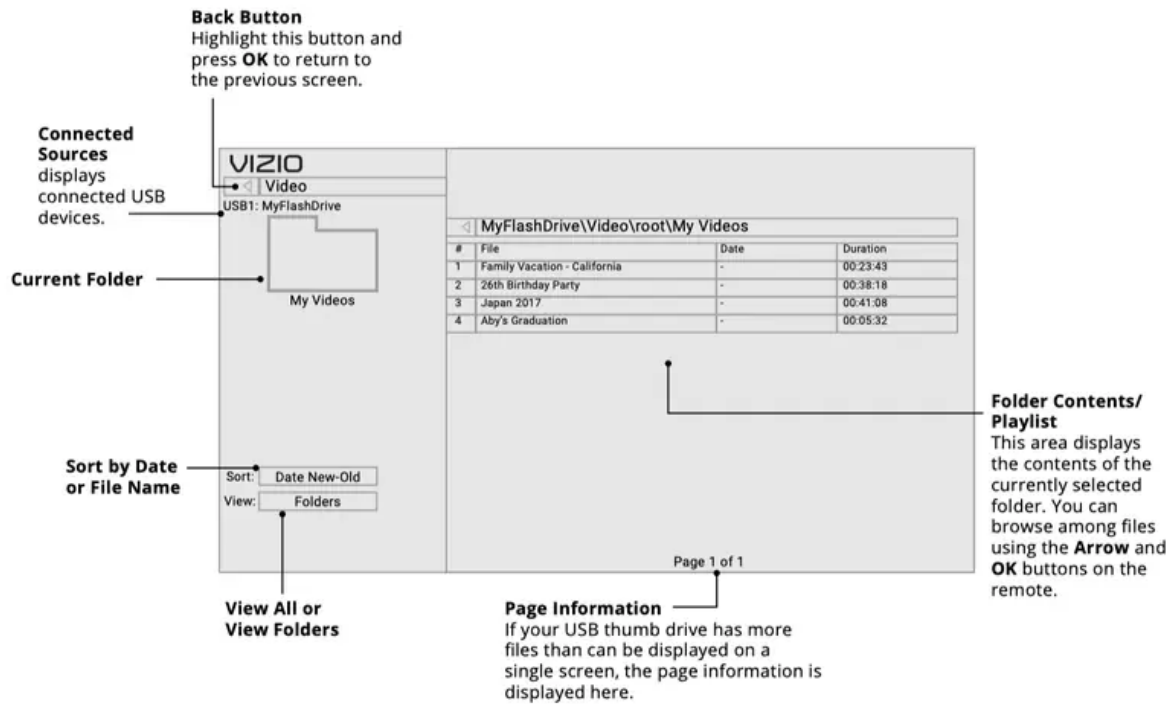 Back Button
Highlight this button and
press OK to return to
the previous screen.
Connected
Sources
displays
connected USB
devices.
VIZIO
Video
USB1: MyFlashDrive
Current Folder
My Videos
MyFlashDrive\Video\root\My Videos
# File Date Duration
1 Family Vacation - California - 00:23:43
2 26th Birthday Party - 00:38:18
3 Japan 2017 - 00:41:08
4 Aby's Graduation - 00:05:32
Folder Contents/
Playlist
This area displays
the contents of the
currently selected
folder. You can
browse among files
using the Arrow and
OK buttons on the
remote.
Sort by Date
or File Name
Sort: Date New-Old
View: Folders
Page 1 of 1
View All or
View Folders
Page Information
If your USB thumb drive has more
files than can be displayed on a
single screen, the page information is
displayed here.